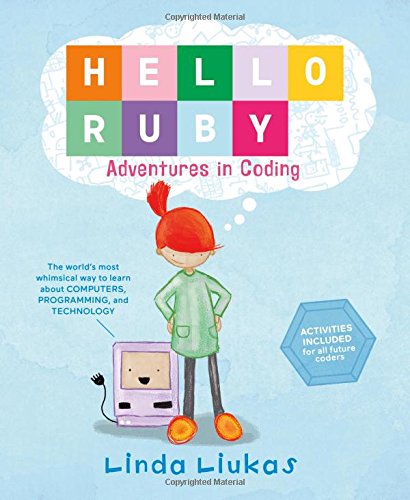 Copyrighted Material
HELLO
RUBY
Adventures in Coding
The world's most
whimsical way to learn
about COMPUTERS,
PROGRAMMING, and
TECHNOLOGY
ACTIVITIES
INCLUDED
for all future
coders
Linda Liukas
Copyrighted Material